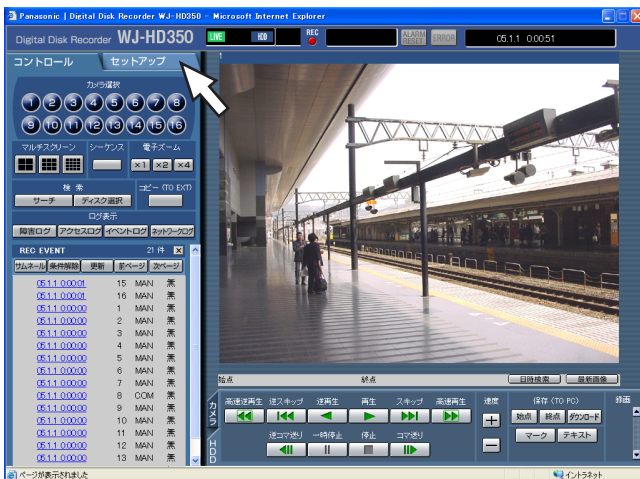 Panasonic | Digital Disk Recorder WJ-HD350 - Microsoft Internet Explorer
Digital Disk Recorder WJ-HD350
LIVE HDD REC ALARM RESET ERROR 05.1.1 0:00:51
コントロール セットアップ
1
カメラ選択
1 2 3 4 5 6 7 8
9 10 11 12 13 14 15 16
マルチスクリーン シーケンス 電子ズーム
×1 ×2 ×4
検索 コピー (TO EXT)
サーチ ディスク選択
ログ表示
障害ログ アクセスログ イベントログ ネットワークログ
REC EVENT 21 件 X
サムネール 条件解除 更新 前ページ 次ページ
05.1.1 0:00:01 15 MAN 無
05.1.1 0:00:01 16 MAN 無
05.1.1 0:00:00 1 MAN 無
05.1.1 0:00:00 2 MAN 無
05.1.1 0:00:00 3 MAN 無
05.1.1 0:00:00 4 MAN 無
05.1.1 0:00:00 5 MAN 無
05.1.1 0:00:00 6 MAN 無
05.1.1 0:00:00 7 MAN 無
05.1.1 0:00:00 8 COM 無
05.1.1 0:00:00 9 MAN 無
05.1.1 0:00:00 10 MAN 無
05.1.1 0:00:00 11 MAN 無
05.1.1 0:00:00 12 MAN 無
05.1.1 0:00:00 13 MAN 無
始点 終点 日時検索 最新画像
カメラ
HDD
高速逆再生 逆スキップ 逆再生 再生 スキップ 高速再生 速度 保存 (TO PC) 録画
始点 終点 ダウンロード
逆コマ送り 一時停止 停止 コマ送り
マーク テキスト
ページが表示されました イントラネット